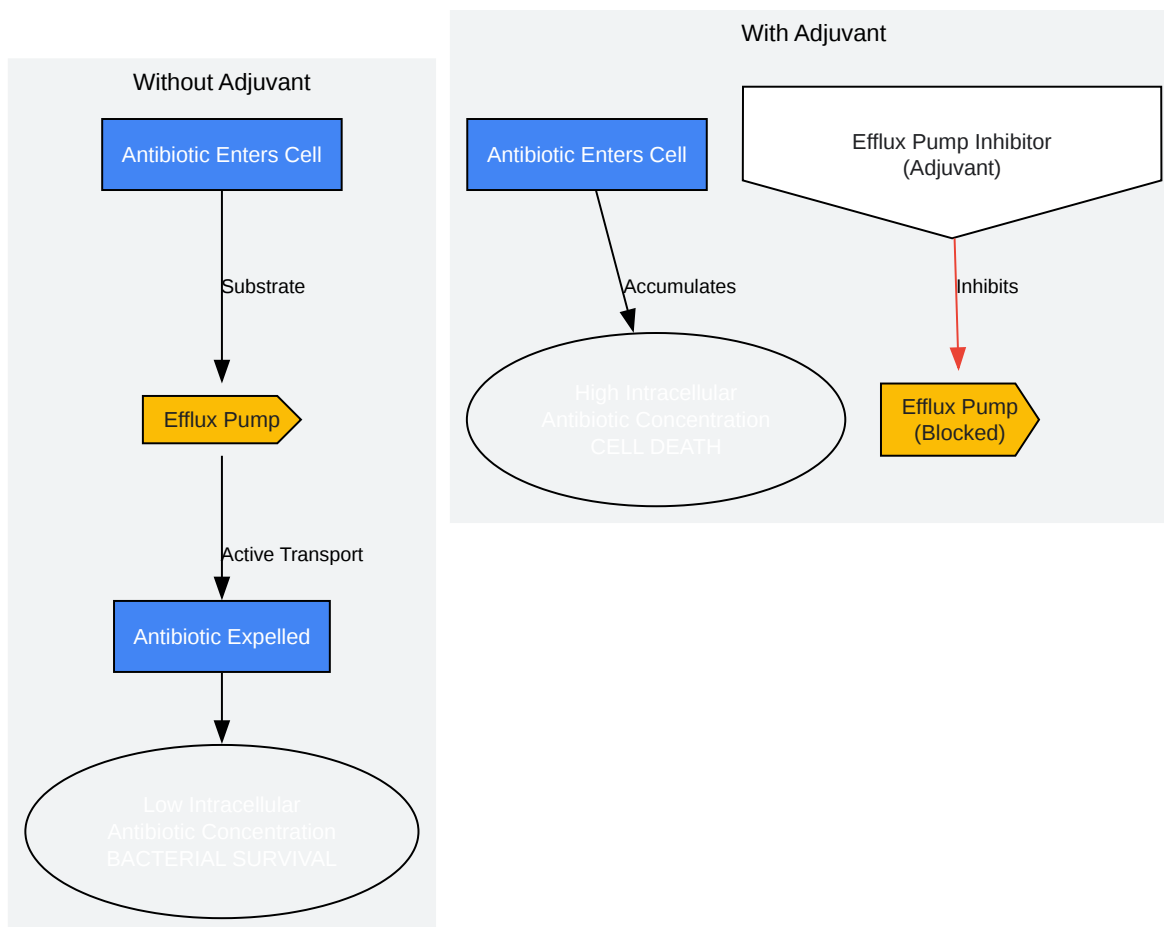 Without Adjuvant
Antibiotic Enters Cell
Substrate
Efflux Pump
Active Transport
Antibiotic Expelled
Low Intracellular
Antibiotic Concentration
BACTERIAL SURVIVAL
With Adjuvant
Antibiotic Enters Cell
Efflux Pump Inhibitor
(Adjuvant)
Accumulates
Inhibits
High Intracellular
Antibiotic Concentration
CELL DEATH
Efflux Pump
(Blocked)